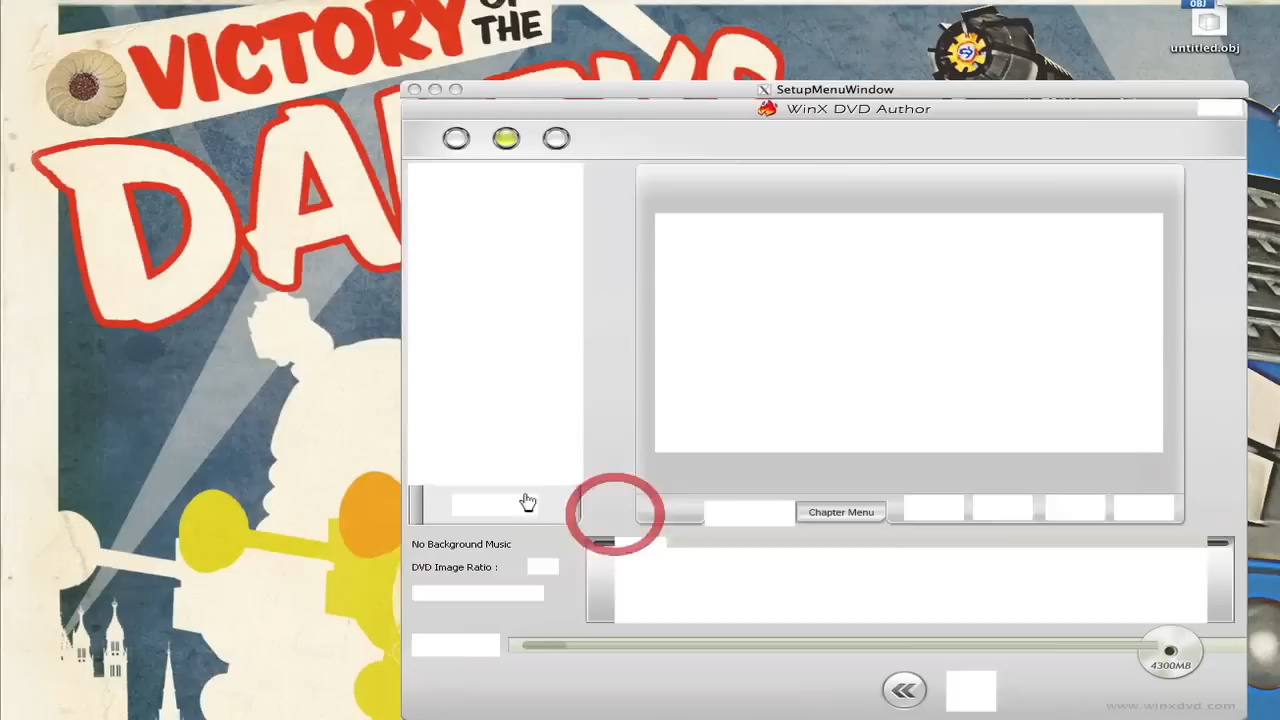 VICTORY
OF
THE
OBJ
untitled.obj
SetupMenuWindow
WinX DVD Author
Chapter Menu
No Background Music
DVD Image Ratio :
4300MB
www.winxdvd.com